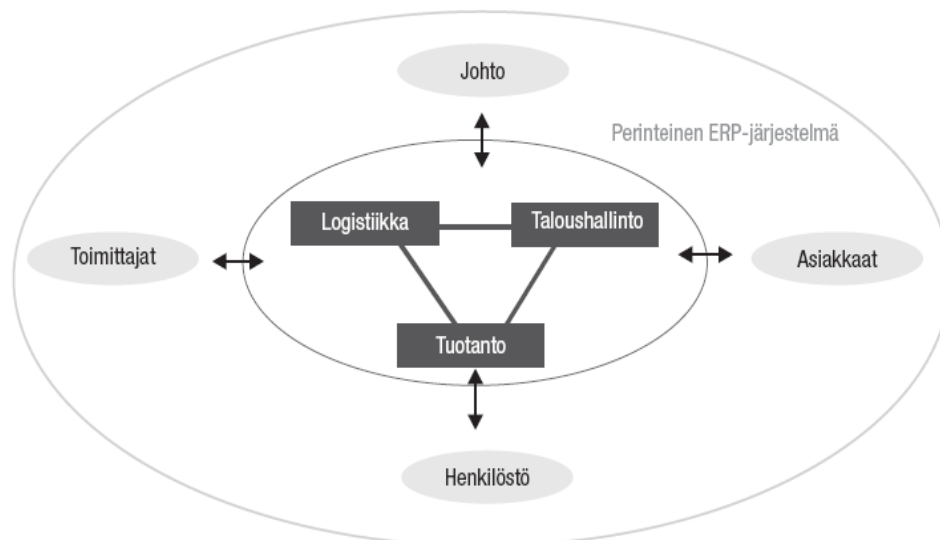 Johto
Perinteinen ERP-järjestelmä
Logistiikka
Taloushallinto
Toimittajat
Asiakkaat
Tuotanto
Henkilöstö